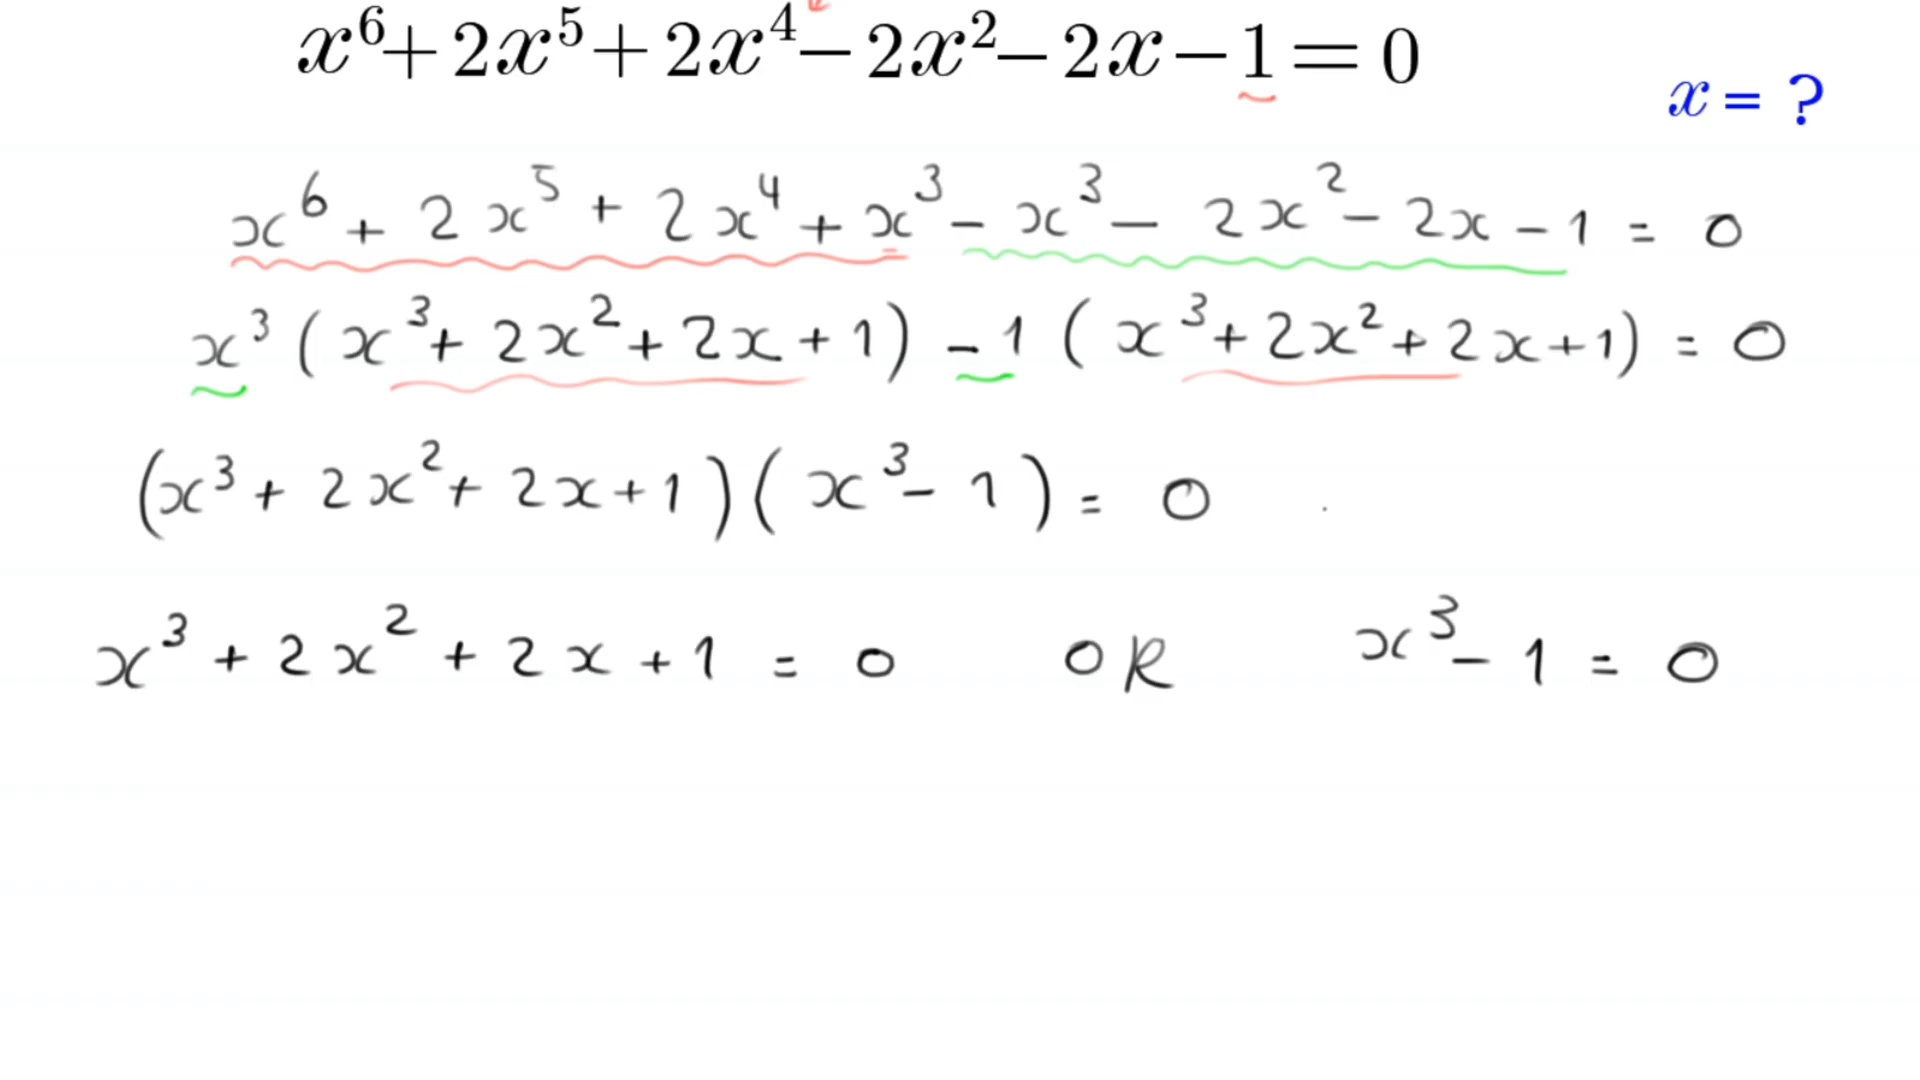 x⁶ + 2x⁵ + 2x⁴ − 2x² − 2x − 1 = 0
x = ?
x⁶ + 2x⁵ + 2x⁴ + x³ − x³ − 2x² − 2x − 1 = 0
x³(x³ + 2x² + 2x + 1) − 1(x³ + 2x² + 2x + 1) = 0
(x³ + 2x² + 2x + 1)(x³ − 1) = 0
x³ + 2x² + 2x + 1 = 0 OR x³ − 1 = 0